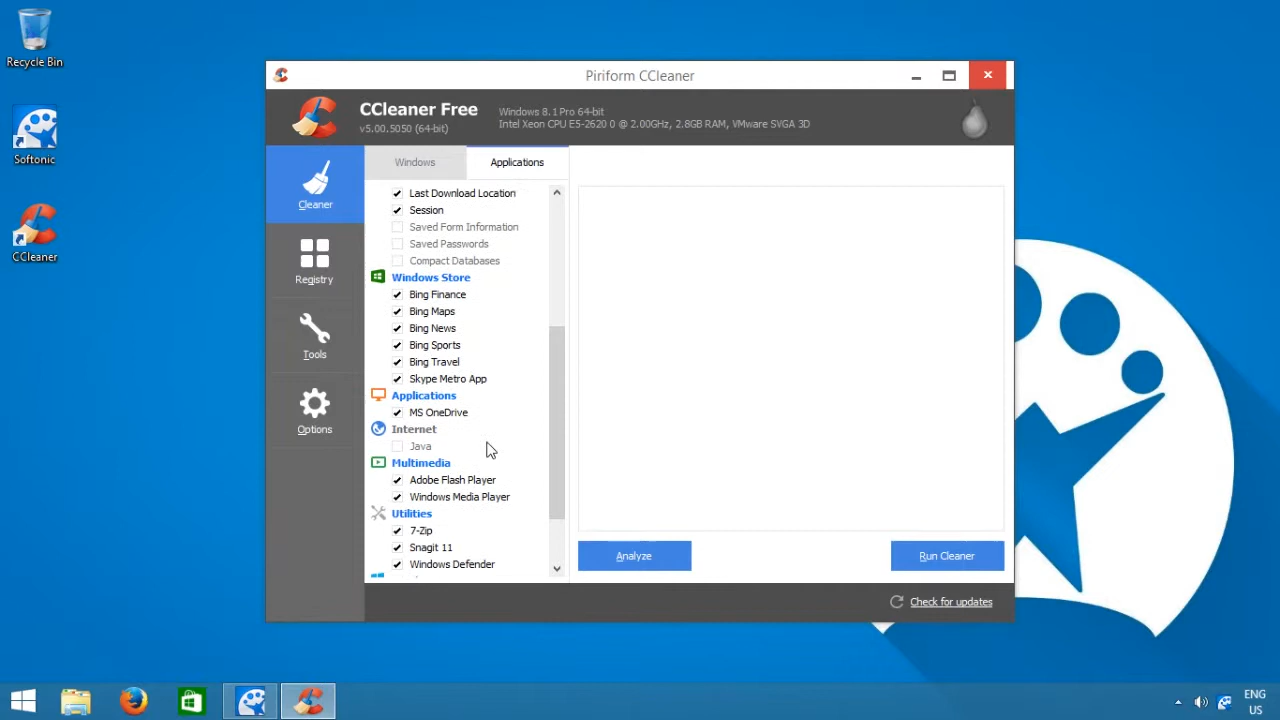 Recycle Bin
Softonic
CCleaner
Piriform CCleaner
CCleaner Free
v5.00.5050 (64-bit)
Windows 8.1 Pro 64-bit
Intel Xeon CPU E5-2620 0 @ 2.00GHz, 2.8GB RAM, VMware SVGA 3D
Cleaner
Registry
Tools
Options
Windows
Applications
Last Download Location
Session
Saved Form Information
Saved Passwords
Compact Databases
Windows Store
Bing Finance
Bing Maps
Bing News
Bing Sports
Bing Travel
Skype Metro App
Applications
MS OneDrive
Internet
Java
Multimedia
Adobe Flash Player
Windows Media Player
Utilities
7-Zip
Snagit 11
Windows Defender
Analyze
Run Cleaner
Check for updates
ENG
US